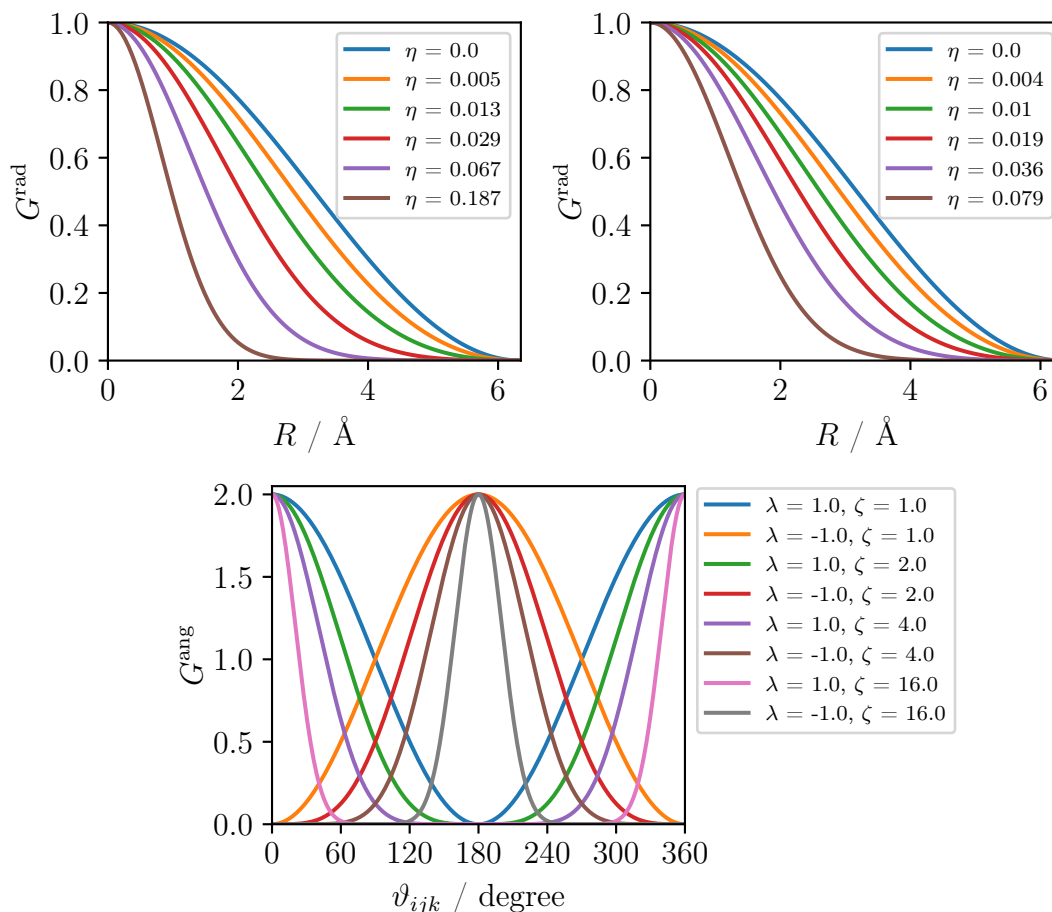 1.0
0.8
0.6
0.4
0.2
0.0
G^rad
0 2 4 6
R / Å
η = 0.0
η = 0.005
η = 0.013
η = 0.029
η = 0.067
η = 0.187
1.0
0.8
0.6
0.4
0.2
0.0
G^rad
0 2 4 6
R / Å
η = 0.0
η = 0.004
η = 0.01
η = 0.019
η = 0.036
η = 0.079
2.0
1.5
1.0
0.5
0.0
G^ang
0 60 120 180 240 300 360
ϑ_ijk / degree
λ = 1.0, ζ = 1.0
λ = -1.0, ζ = 1.0
λ = 1.0, ζ = 2.0
λ = -1.0, ζ = 2.0
λ = 1.0, ζ = 4.0
λ = -1.0, ζ = 4.0
λ = 1.0, ζ = 16.0
λ = -1.0, ζ = 16.0